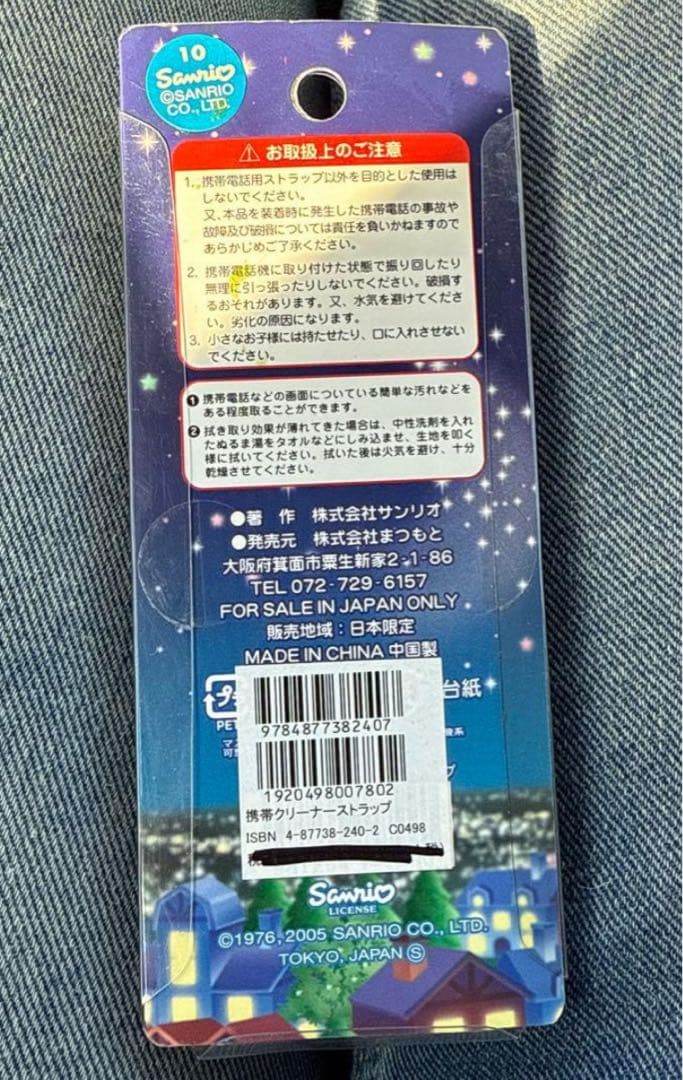 10
Sanrio
©SANRIO
CO., LTD.
⚠ お取扱上のご注意
1. 携帯電話用ストラップ以外を目的とした使用は
しないでください。
又、本品を装着時に発生した携帯電話の事故や
故障及び破損については責任を負いかねますので
あらかじめご了承ください。
2. 携帯電話機に取り付けた状態で振り回したり
無理に引っ張ったりしないでください。破損す
るおそれがあります。又、水気を避けてくださ
い。劣化の原因になります。
3. 小さなお子様には持たせたり、口に入れさせない
でください。
❶ 携帯電話などの画面についている簡単な汚れなどを
ある程度取ることができます。
❷ 拭き取り効果が薄れてきた場合は、中性洗剤を入れ
たぬるま湯をタオルなどにしみ込ませ、生地を叩く
様に拭いてください。拭いた後は火気を避け、十分
乾燥させてください。
●著 作 株式会社サンリオ
●発売元 株式会社まつもと
大阪府箕面市粟生新家2-1-86
TEL 072-729-6157
FOR SALE IN JAPAN ONLY
販売地域：日本限定
MADE IN CHINA 中国製
プ
台紙
PET
9784877382407
1920498007802
携帯クリーナーストラップ
ISBN 4-87738-240-2 C0498
Sanrio
LICENSE
©1976, 2005 SANRIO CO., LTD.
TOKYO, JAPAN Ⓢ